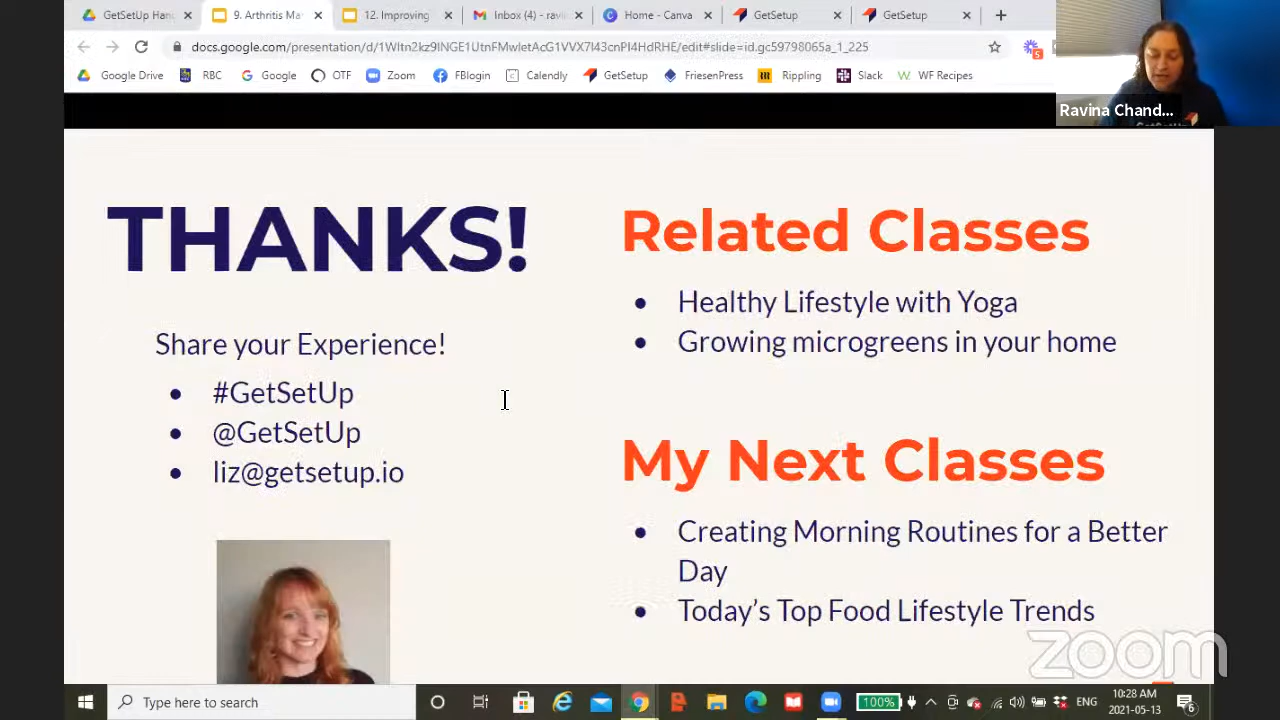 GetSetUp Han
9. Arthritis Ma
12. Improving
Inbox (4) - ravin
Home - Canva
GetSetup
GetSetup
docs.google.com/presentation/d/
/edit#slide=id.gc59798065a_1_225
5
Google Drive
RBC
Google
OTF
Zoom
FBlogin
Calendly
GetSetup
FriesenPress
Rippling
Slack
WF Recipes
Ravina Chand...
THANKS!
Share your Experience!
#GetSetUp
@GetSetUp
liz@getsetup.io
Related Classes
Healthy Lifestyle with Yoga
Growing microgreens in your home
My Next Classes
Creating Morning Routines for a Better
Day
Today's Top Food Lifestyle Trends
zoom
Type here to search
100%
ENG
10:28 AM
2021-05-13
6